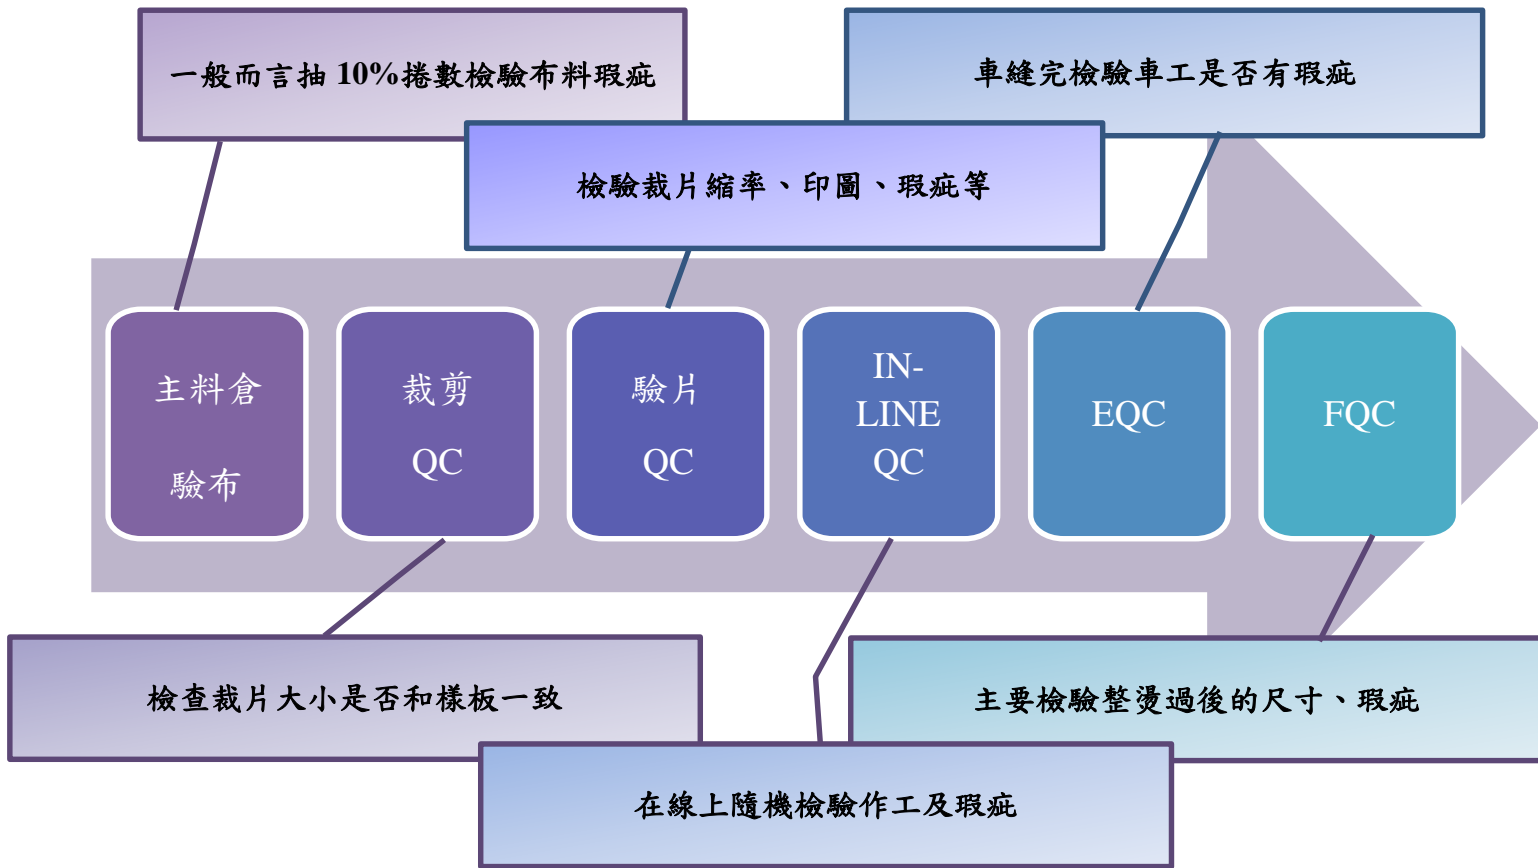 一般而言抽 10%捲數檢驗布料瑕疵
車縫完檢驗車工是否有瑕疵
檢驗裁片縮率、印圖、瑕疵等
主料倉
驗布
裁剪
QC
驗片
QC
IN-
LINE
QC
EQC
FQC
檢查裁片大小是否和樣板一致
主要檢驗整燙過後的尺寸、瑕疵
在線上隨機檢驗作工及瑕疵